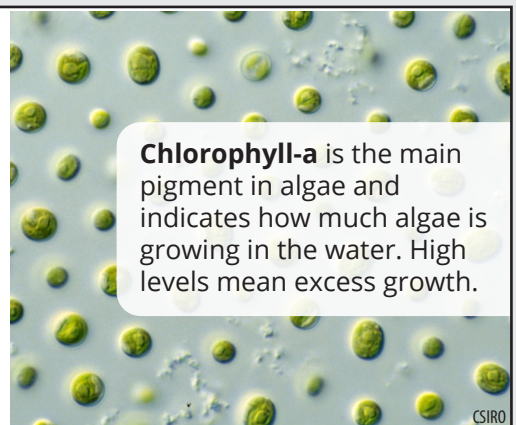 Chlorophyll-a is the main
pigment in algae and
indicates how much algae is
growing in the water. High
levels mean excess growth.
CSIRO